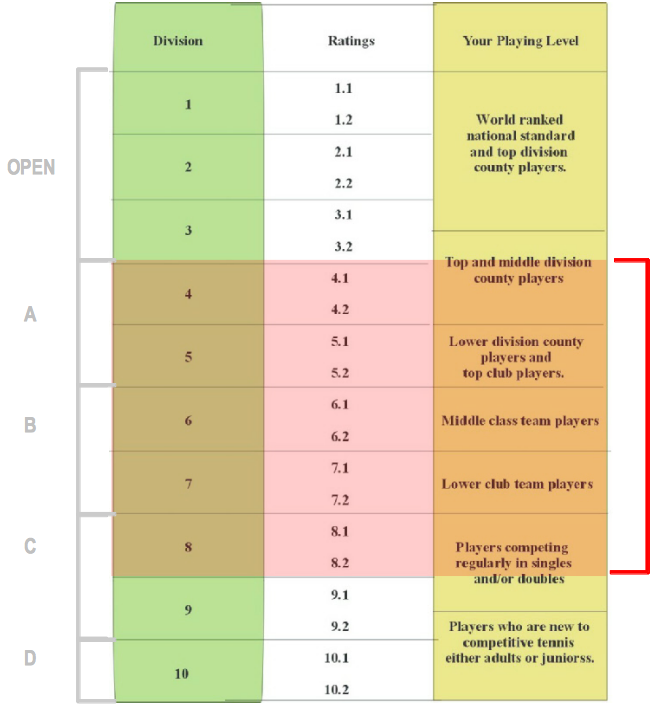 Division Ratings Your Playing Level
1.1
1
1.2
World ranked
national standard
and top division
county players.
OPEN
2.1
2
2.2
3.1
3
3.2
Top and middle division
county players
4.1
4
4.2
A
5.1
5
5.2
Lower division county
players and
top club players.
6.1
6
6.2
Middle class team players
B
7.1
7
7.2
Lower club team players
8.1
8
8.2
C
Players competing
regularly in singles
and/or doubles
9.1
9
9.2
Players who are new to
competitive tennis
either adults or juniorss.
D
10.1
10
10.2